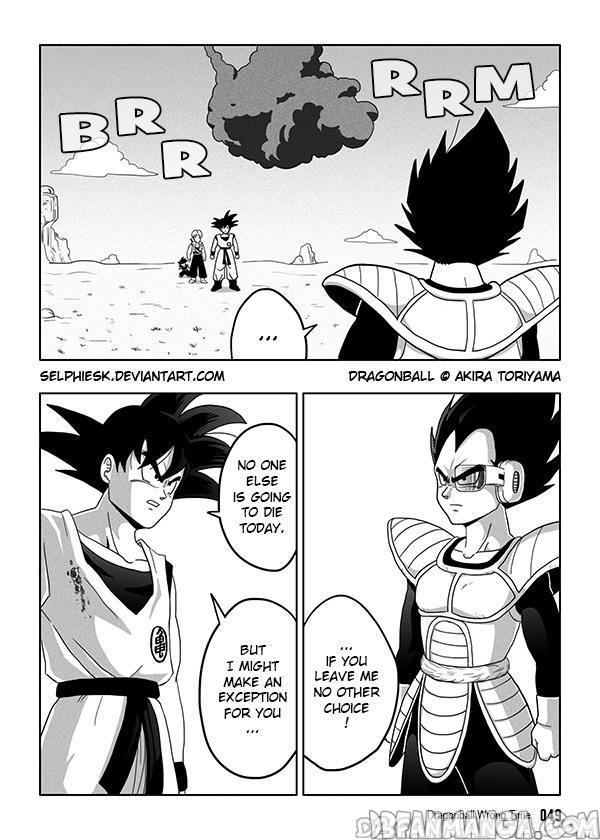 BRR
RRM
...
SELPHIESK.DEVIANTART.COM
DRAGONBALL © AKIRA TORIYAMA
NO ONE
ELSE
IS GOING
TO DIE
TODAY.
BUT
I MIGHT
MAKE AN
EXCEPTION
FOR YOU
...
...
IF YOU
LEAVE ME
NO OTHER
CHOICE
!
亀
DragonBall Wrong Time 049
DBFANMANGA.COM